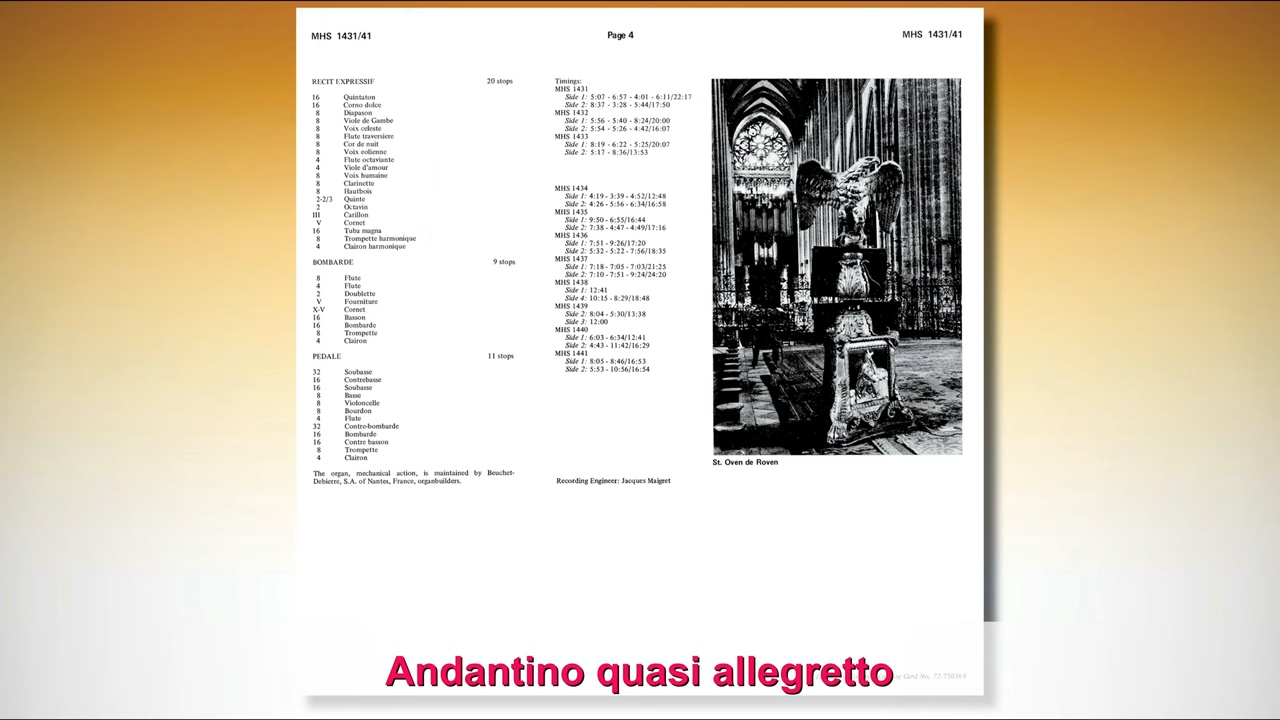 MHS 1431/41
Page 4
MHS 1431/41
RECIT EXPRESSIF 20 stops
16 Quintaton
16 Corno dolce
8 Diapason
8 Viole de Gambe
8 Voix celeste
8 Flute traversiere
8 Cor de nuit
8 Voix eolienne
4 Flute octaviante
4 Viole d'amour
8 Voix humaine
8 Clarinette
8 Hautbois
2-2/3 Quinte
2 Octavin
III Carillon
V Cornet
16 Tuba magna
8 Trompette harmonique
4 Clairon harmonique
BOMBARDE 9 stops
8 Flute
4 Flute
2 Doublette
V Fourniture
X-V Cornet
16 Basson
16 Bombarde
8 Trompette
4 Clairon
PEDALE 11 stops
32 Soubasse
16 Contrebasse
16 Soubasse
8 Basse
8 Violoncelle
8 Bourdon
4 Flute
32 Contre-bombarde
16 Bombarde
16 Contre basson
8 Trompette
4 Clairon
The organ, mechanical action, is maintained by Beuchet-
Debierre, S.A. of Nantes, France, organbuilders.
Timings:
MHS 1431
Side 1: 5:07 - 6:57 - 4:01 - 6:11/22:17
Side 2: 8:37 - 3:28 - 5:44/17:50
MHS 1432
Side 1: 5:56 - 5:40 - 8:24/20:00
Side 2: 5:54 - 5:26 - 4:42/16:07
MHS 1433
Side 1: 8:19 - 6:22 - 5:25/20:07
Side 2: 5:17 - 8:36/13:53
MHS 1434
Side 1: 4:19 - 3:39 - 4:52/12:48
Side 2: 4:26 - 5:56 - 6:34/16:58
MHS 1435
Side 1: 9:50 - 6:55/16:44
Side 2: 7:38 - 4:47 - 4:49/17:16
MHS 1436
Side 1: 7:51 - 9:26/17:20
Side 2: 5:32 - 5:22 - 7:56/18:35
MHS 1437
Side 1: 7:18 - 7:05 - 7:03/21:25
Side 2: 7:10 - 7:51 - 9:24/24:20
MHS 1438
Side 1: 12:41
Side 4: 10:15 - 8:29/18:48
MHS 1439
Side 2: 8:04 - 5:30/13:38
Side 3: 12:00
MHS 1440
Side 1: 6:03 - 6:34/12:41
Side 2: 4:43 - 11:42/16:29
MHS 1441
Side 1: 8:05 - 8:46/16:53
Side 2: 5:53 - 10:56/16:54
Recording Engineer: Jacques Maigret
St. Oven de Roven
Card No. 72-750369
Andantino quasi allegretto